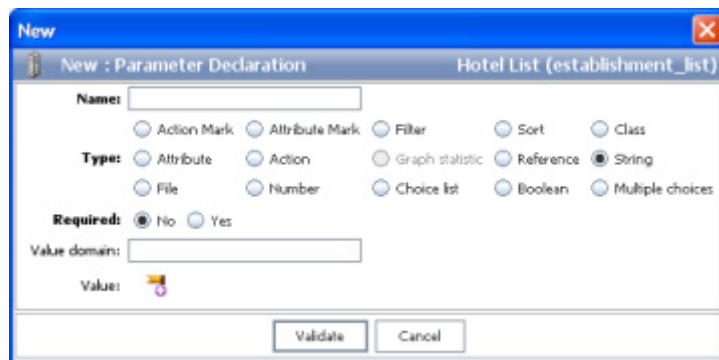 New
New : Parameter Declaration Hotel List (establishment_list)
Name:
Action Mark Attribute Mark Filter Sort Class
Type: Attribute Action Graph statistic Reference String
File Number Choice list Boolean Multiple choices
Required: No Yes
Value domain:
Value:
Validate Cancel